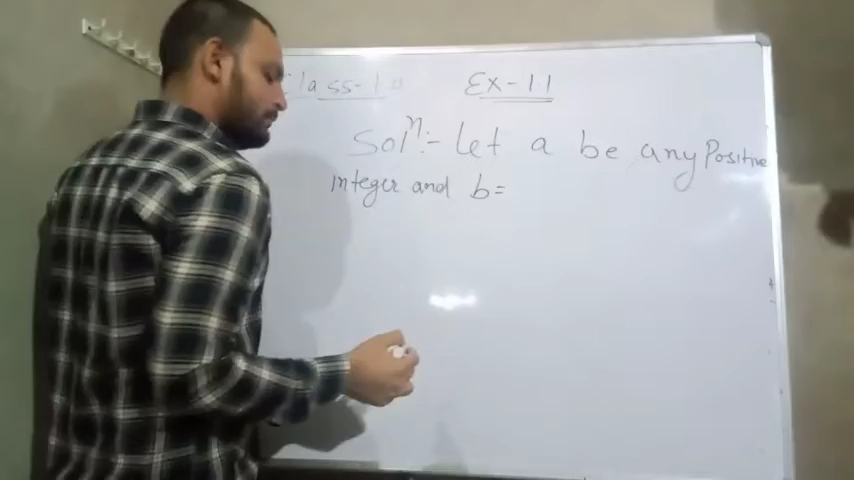 Class-10 Ex-1.1
Solⁿ:- Let a be any Positive
integer and b=